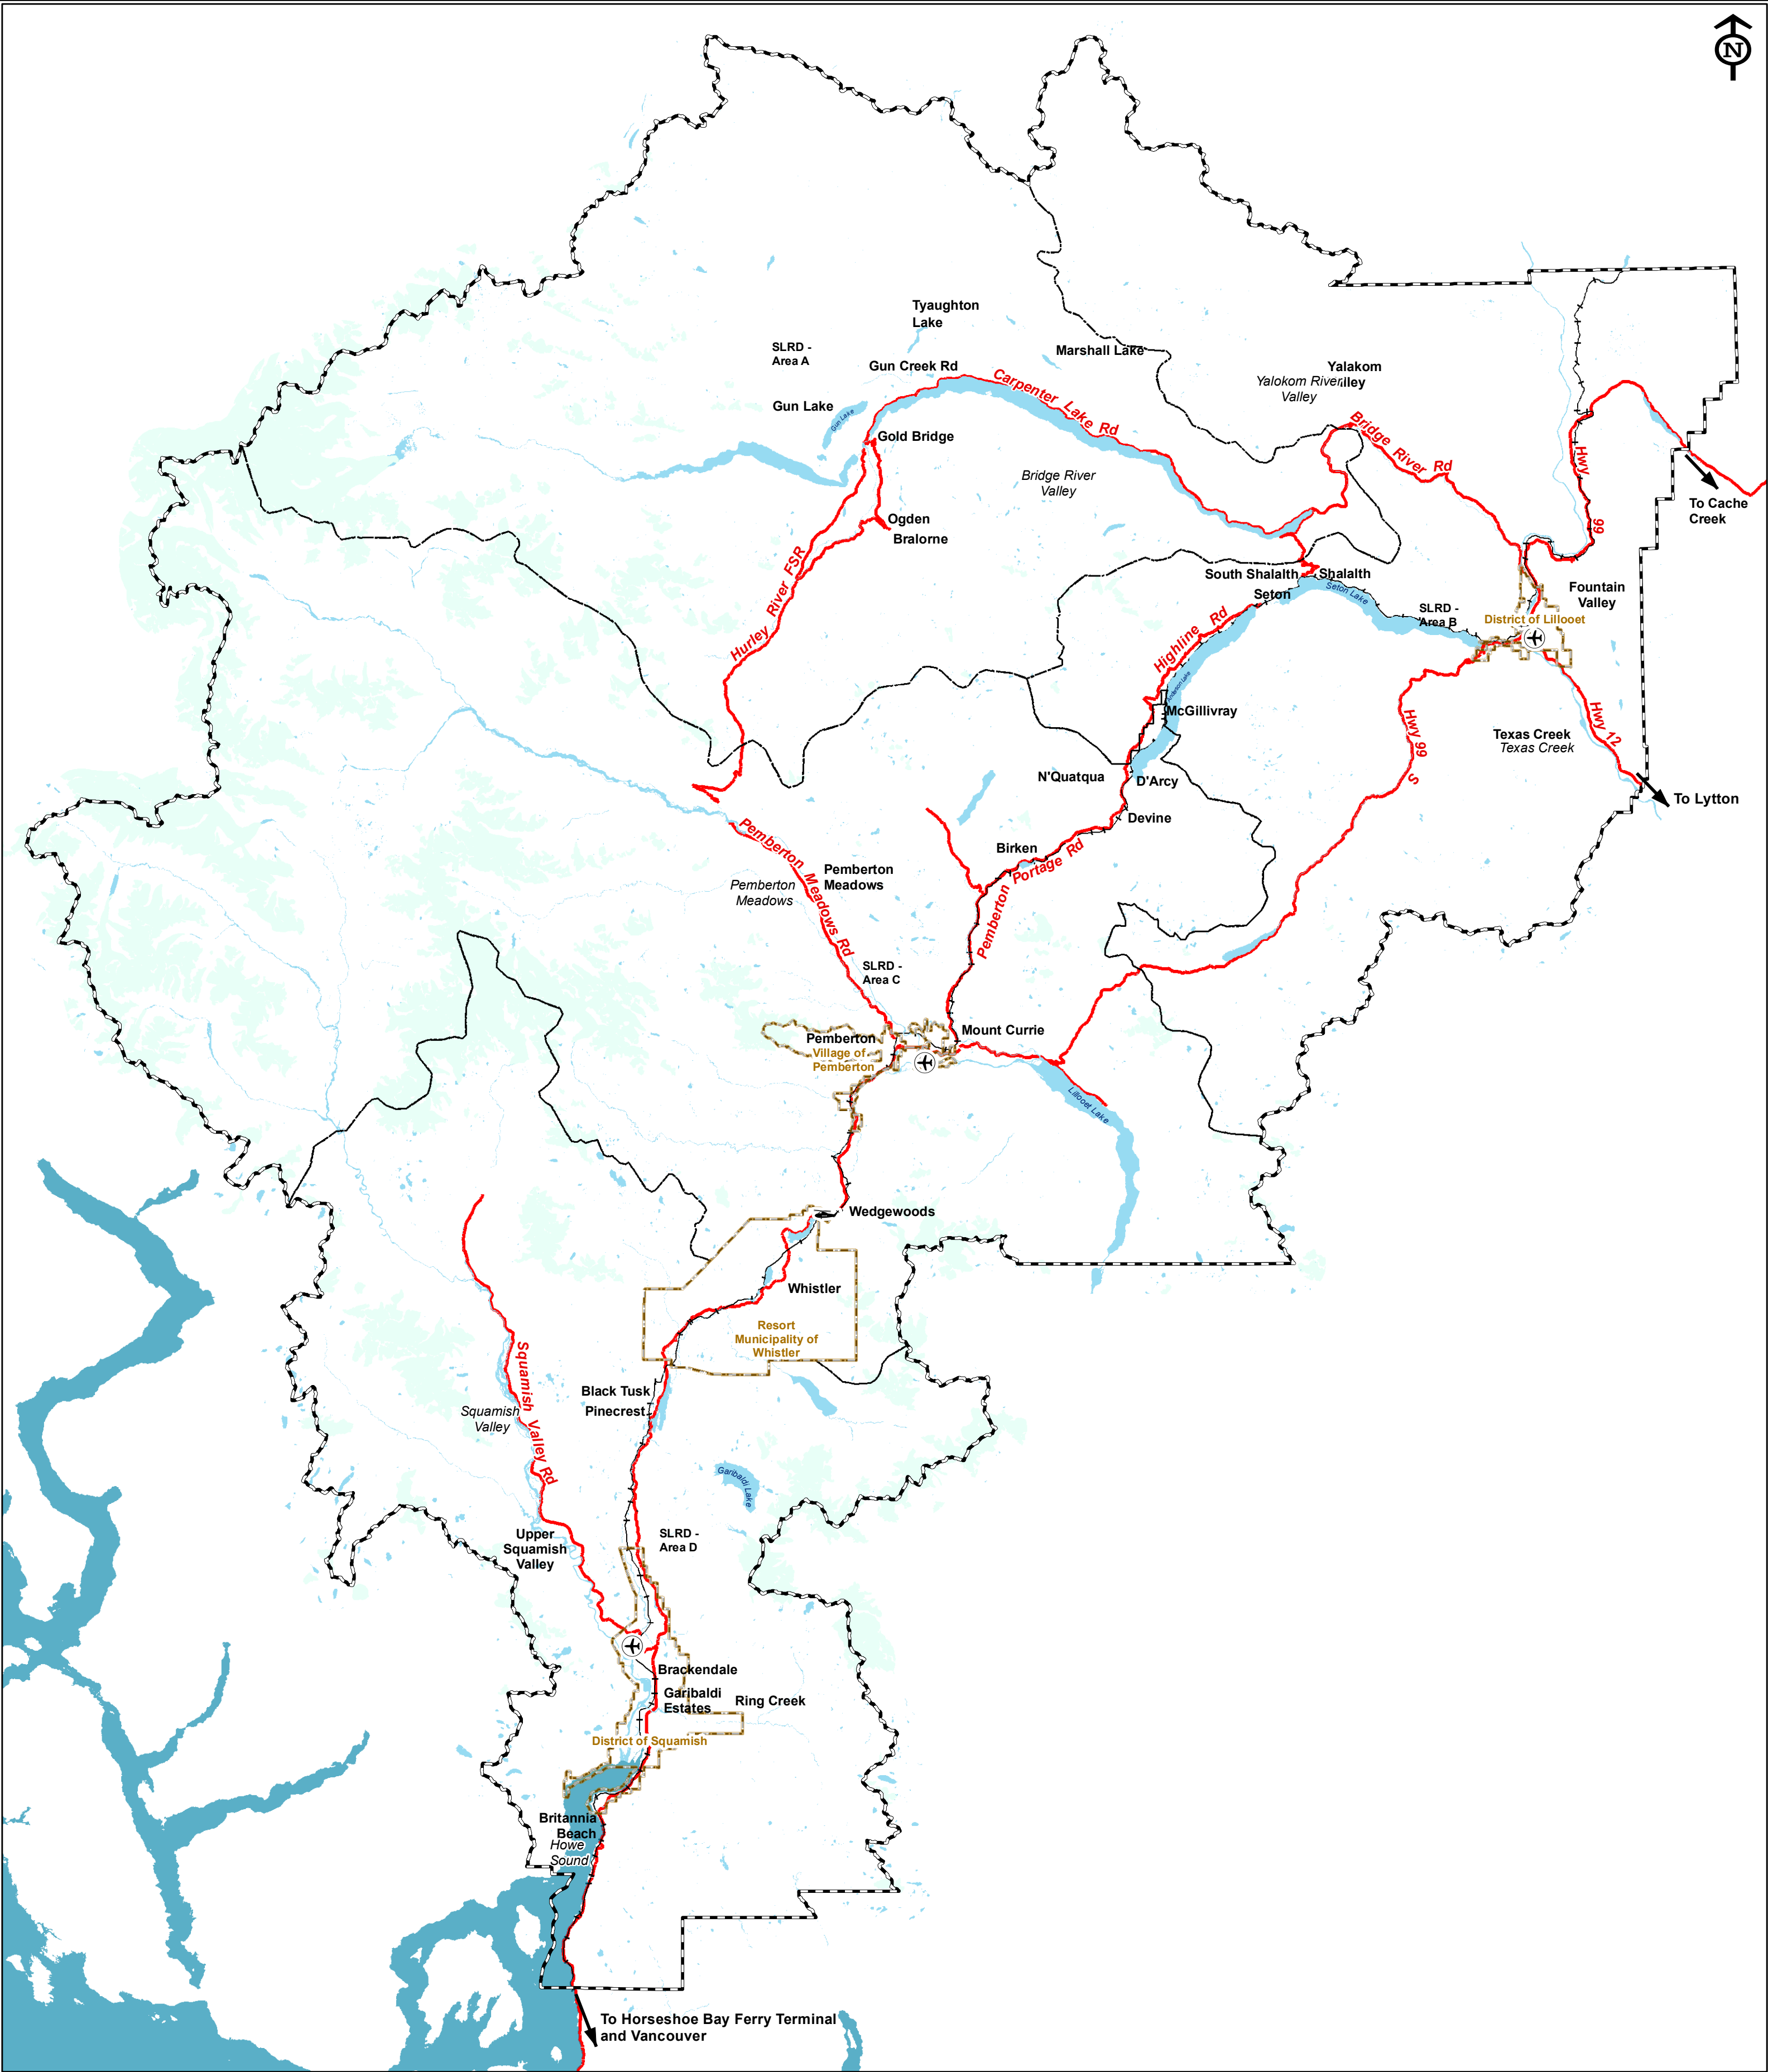 N
Tyaughton
Lake
SLRD -
Area A
Marshall Lake
Gun Creek Rd
Carpenter Lake Rd
Yalakom
Yalokom River
Valley
Gun Lake
Gun Lake
Gold Bridge
Bridge River Rd
Hwy 99
Bridge River
Valley
To Cache
Creek
Ogden
Bralorne
Hurley River FSR
South Shalalth
Shalalth
Seton
Seton Lake
Fountain
Valley
SLRD -
Area B
District of Lillooet
Highline Rd
McGillivray
Hwy 99 S
Hwy 12
Texas Creek
Texas Creek
N'Quatqua
D'Arcy
To Lytton
Devine
Birken
Pemberton Portage Rd
Pemberton Meadows Rd
Pemberton
Meadows
Pemberton
Meadows
SLRD -
Area C
Mount Currie
Pemberton
Village of
Pemberton
Lillooet Lake
Wedgewoods
Whistler
Resort
Municipality of
Whistler
Squamish Valley Rd
Black Tusk
Pinecrest
Squamish
Valley
Garibaldi Lake
Upper
Squamish
Valley
SLRD -
Area D
Brackendale
Garibaldi
Estates
Ring Creek
District of Squamish
Britannia
Beach
Howe
Sound
To Horseshoe Bay Ferry Terminal
and Vancouver